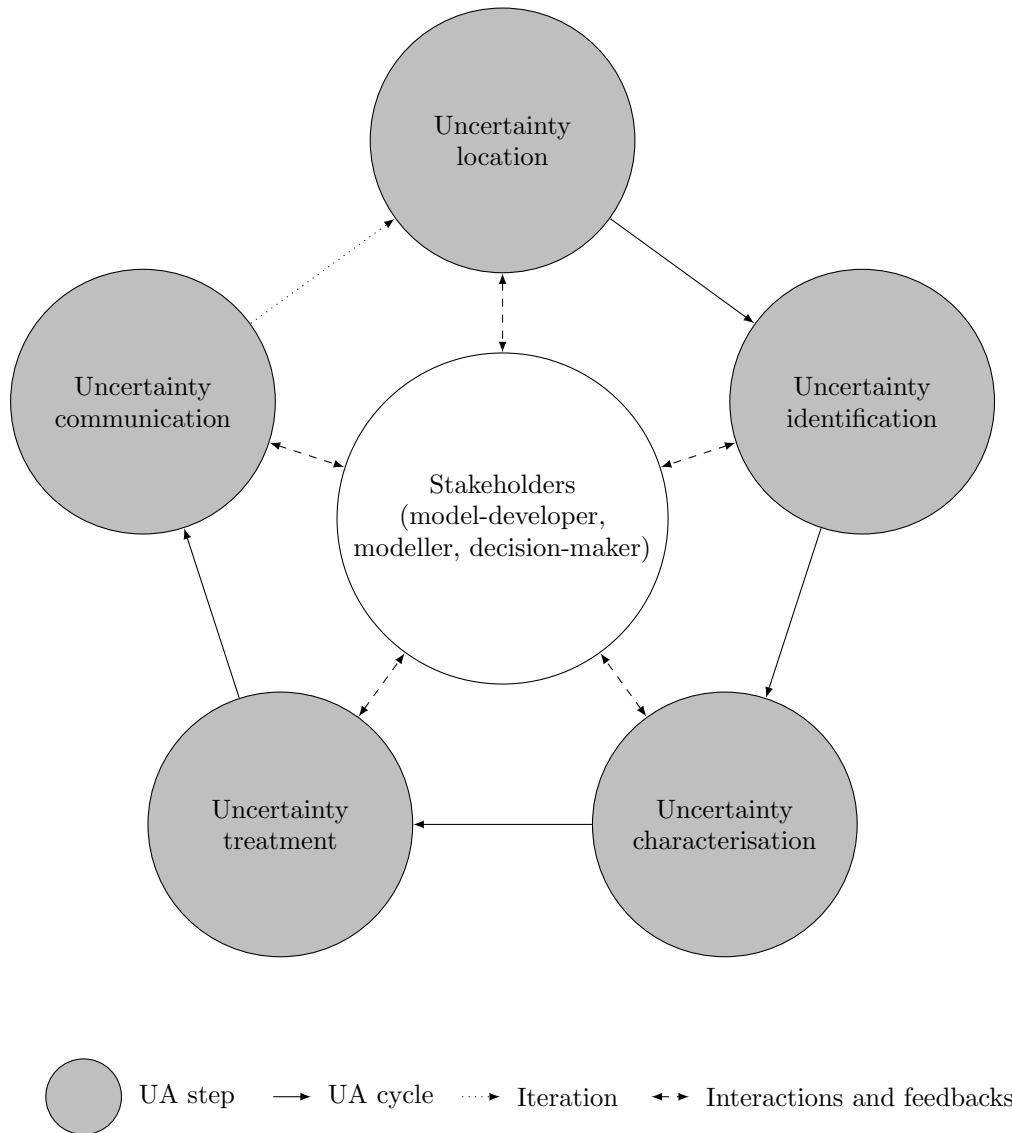 Uncertainty
location
Uncertainty
communication
Uncertainty
identification
Stakeholders
(model-developer,
modeller, decision-maker)
Uncertainty
treatment
Uncertainty
characterisation
UA step
UA cycle
Iteration
Interactions and feedbacks